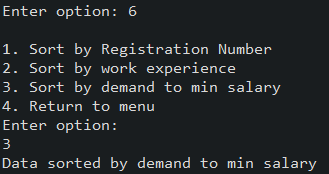 Enter option: 6
1. Sort by Registration Number
2. Sort by work experience
3. Sort by demand to min salary
4. Return to menu
Enter option:
3
Data sorted by demand to min salary